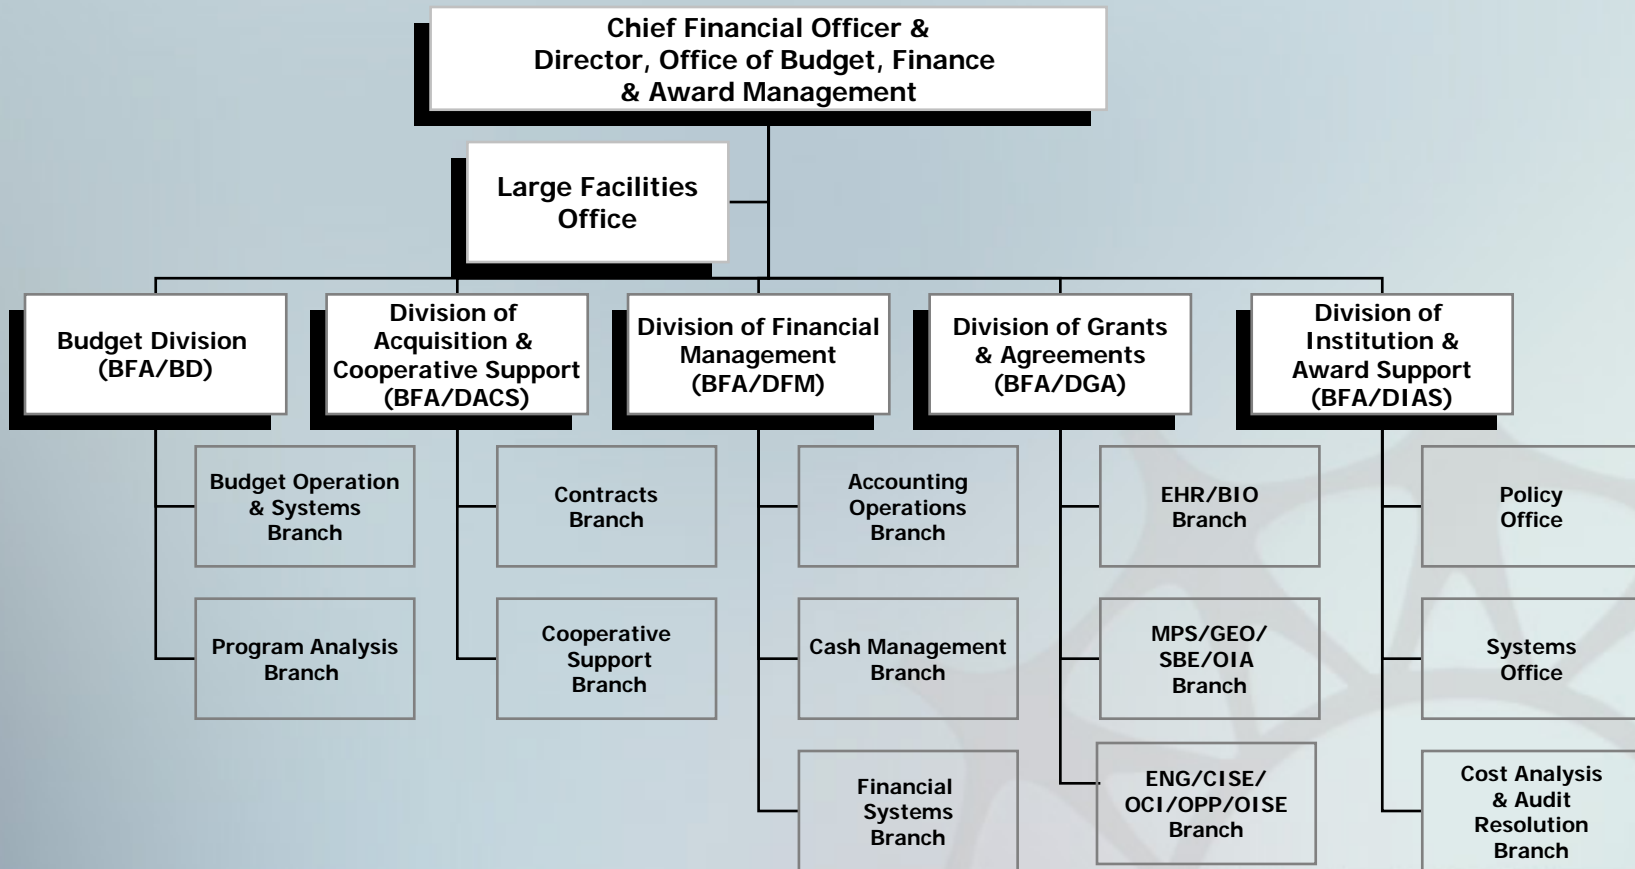 Chief Financial Officer &
Director, Office of Budget, Finance
& Award Management
Large Facilities
Office
Budget Division
(BFA/BD)
Division of
Acquisition &
Cooperative Support
(BFA/DACS)
Division of Financial
Management
(BFA/DFM)
Division of Grants
& Agreements
(BFA/DGA)
Division of
Institution &
Award Support
(BFA/DIAS)
Budget Operation
& Systems
Branch
Contracts
Branch
Accounting
Operations
Branch
EHR/BIO
Branch
Policy
Office
Program Analysis
Branch
Cooperative
Support
Branch
Cash Management
Branch
MPS/GEO/
SBE/OIA
Branch
Systems
Office
Financial
Systems
Branch
ENG/CISE/
OCI/OPP/OISE
Branch
Cost Analysis
& Audit
Resolution
Branch